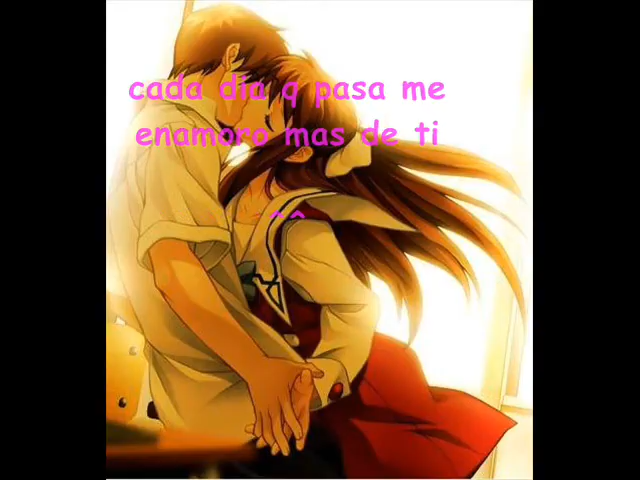 cada dia q pasa me
enamoro mas de ti
^^